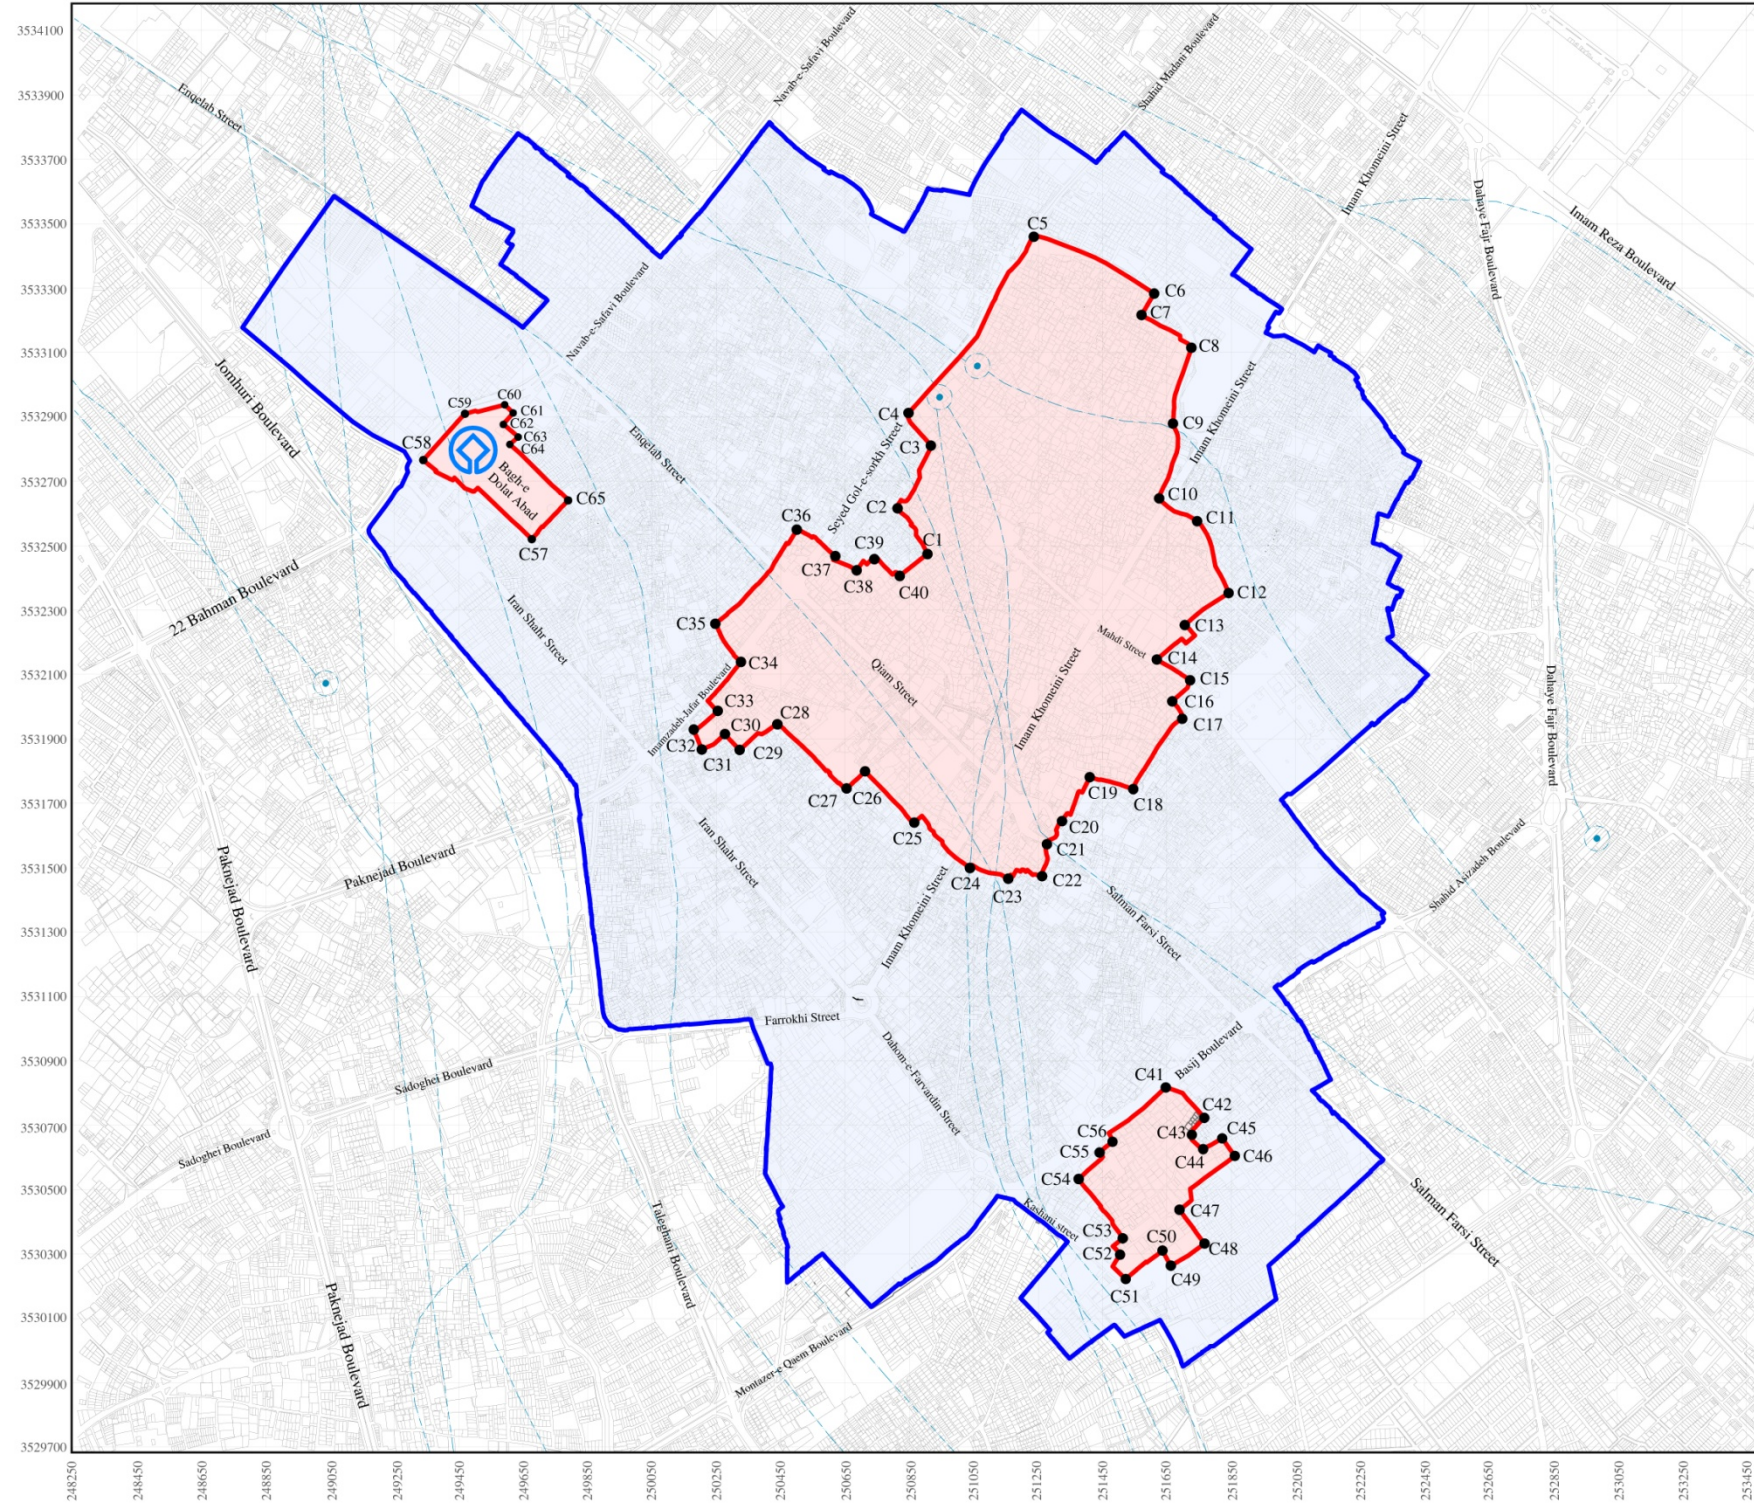 3534100
3533900
3533700
3533500
3533300
3533100
3532900
3532700
3532500
3532300
3532100
3531900
3531700
3531500
3531300
3531100
3530900
3530700
3530500
3530300
3530100
3529900
3529700
248250
248450
248650
248850
249050
249250
249450
249650
249850
250050
250250
250450
250650
250850
251050
251250
251450
251650
251850
252050
252250
252450
252650
252850
253050
253250
253450
Enqelab Street
Navab-e-Safavi Boulevard
Shahid Madani Boulevard
Imam Khomeini Street
Dahaye Fajr Boulevard
Imam Reza Boulevard
Navab-e-Safavi Boulevard
Jomhuri Boulevard
Enqelab Street
Seyed Gol-e-sorkh Street
Imam Khomeini Street
Bagh-e
Dolat Abad
22 Bahman Boulevard
Iran Shahr Street
Mahdi Street
Qiam Street
Imam Khomeini Street
Imamzadeh-Jafar Boulevard
Dahaye Fajr Boulevard
Iran Shahr Street
Paknejad Boulevard
Paknejad Boulevard
Imam Khomeini Street
Salman Farsi Street
Shahid Asizadeh Boulevard
Farrokhi Street
Dahom-e-Farvardin Street
Basij Boulevard
Sadoghei Boulevard
Sadoghei Boulevard
Taleghani Boulevard
Kashani street
Salman Farsi Street
Paknejad Boulevard
Montazer-e Qaem Boulevard
C1
C2
C3
C4
C5
C6
C7
C8
C9
C10
C11
C12
C13
C14
C15
C16
C17
C18
C19
C20
C21
C22
C23
C24
C25
C26
C27
C28
C29
C30
C31
C32
C33
C34
C35
C36
C37
C38
C39
C40
C41
C42
C43
C44
C45
C46
C47
C48
C49
C50
C51
C52
C53
C54
C55
C56
C57
C58
C59
C60
C61
C62
C63
C64
C65